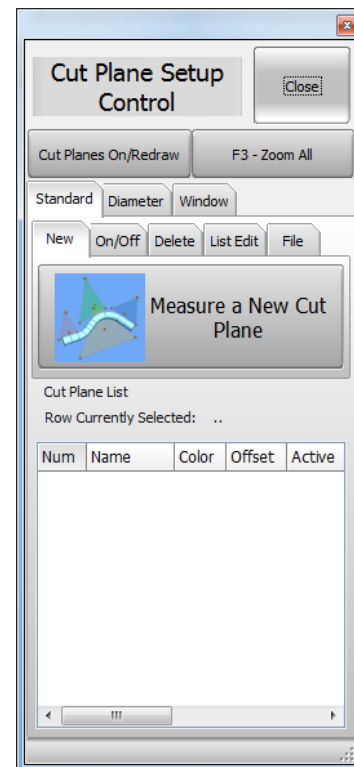 Cut Plane Setup
Control
Close
Cut Planes On/Redraw
F3 - Zoom All
Standard Diameter Window
New On/Off Delete List Edit File
Measure a New Cut
Plane
Cut Plane List
Row Currently Selected: ..
Num Name Color Offset Active